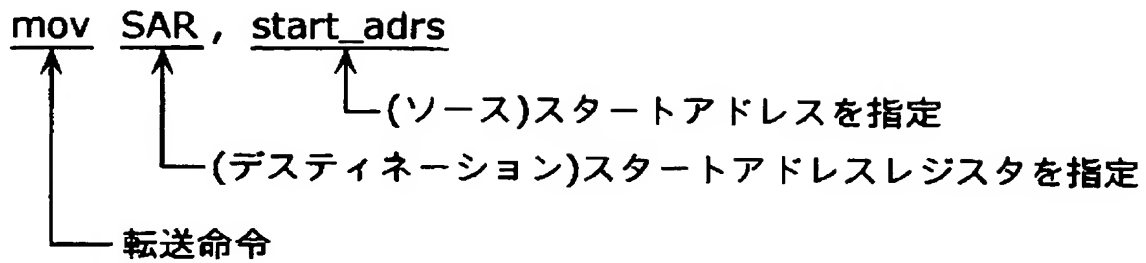 mov SAR, start_adrs
(ソース)スタートアドレスを指定
(デスティネーション)スタートアドレスレジスタを指定
転送命令